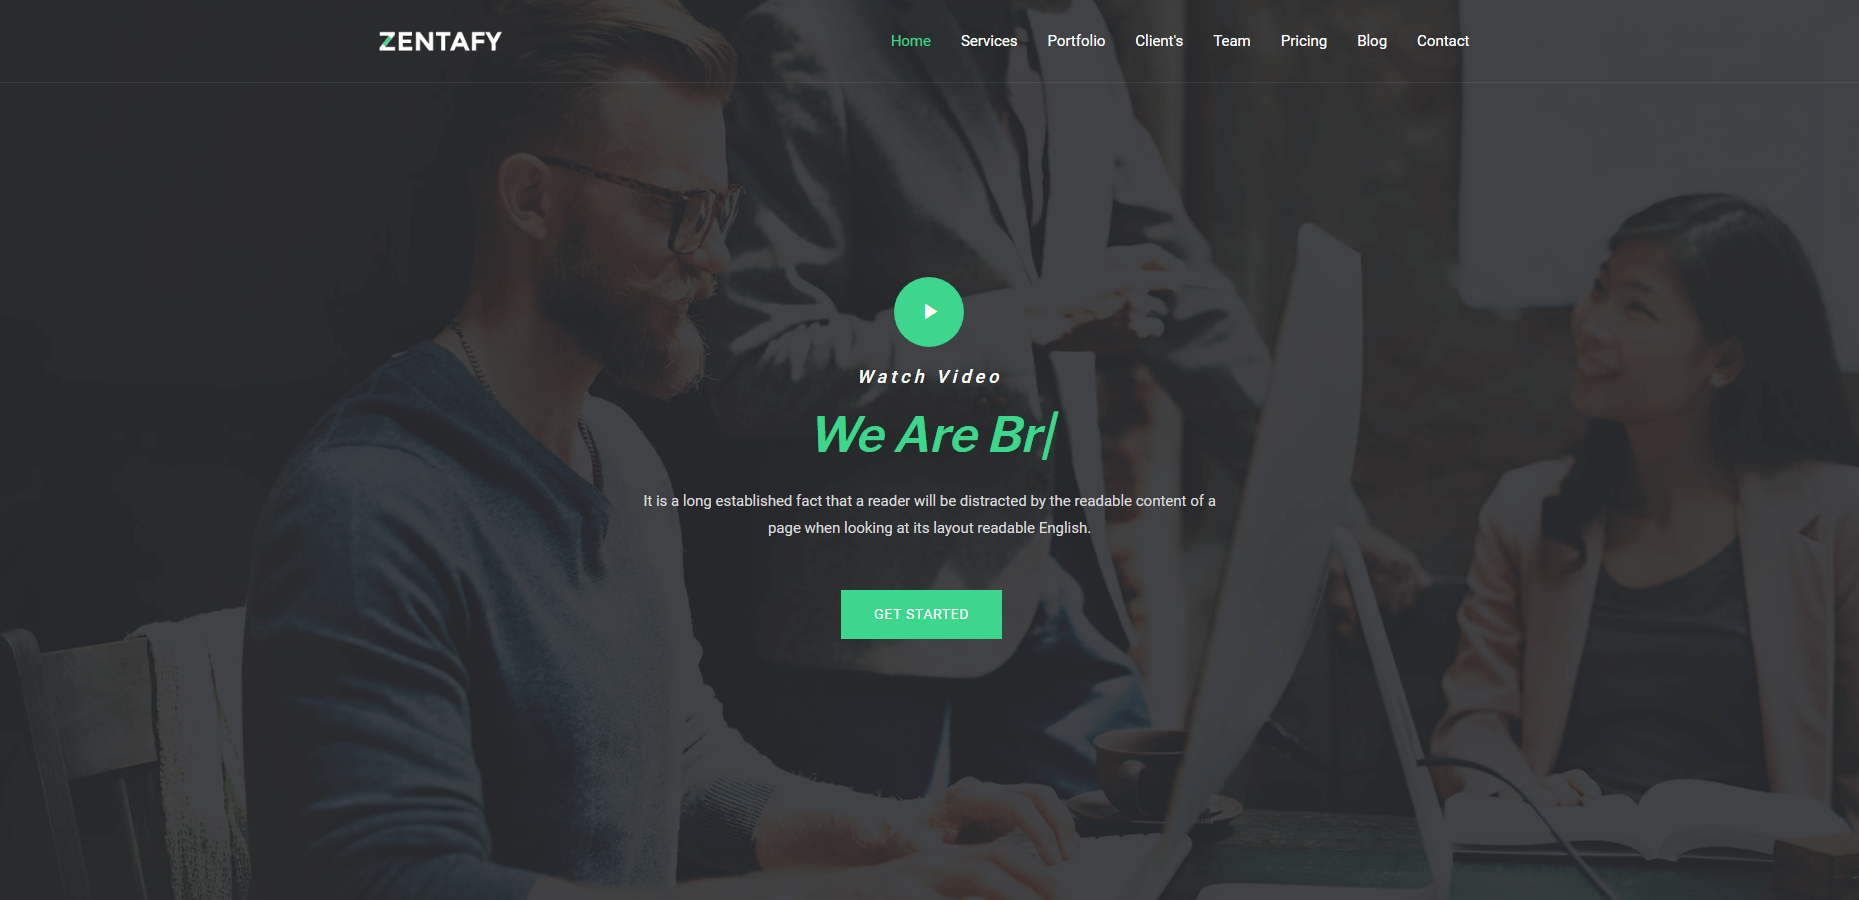 ZENTAFY
Home Services Portfolio Client's Team Pricing Blog Contact
Watch Video
We Are Br|
It is a long established fact that a reader will be distracted by the readable content of a
page when looking at its layout readable English.
GET STARTED